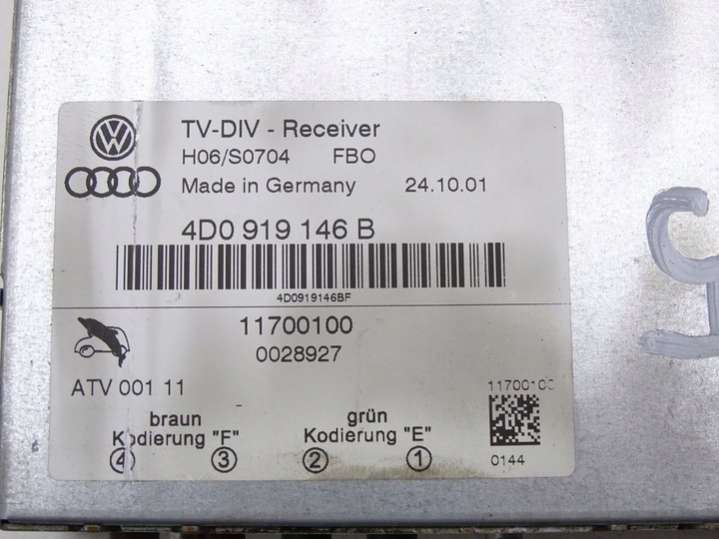 TV-DIV - Receiver
H06/S0704 FBO
Made in Germany 24.10.01
4D0 919 146 B
4D0919146BF
11700100
0028927
ATV 001 11
11700100
braun grün
Kodierung "F" Kodierung "E"
4 3 2 1
0144